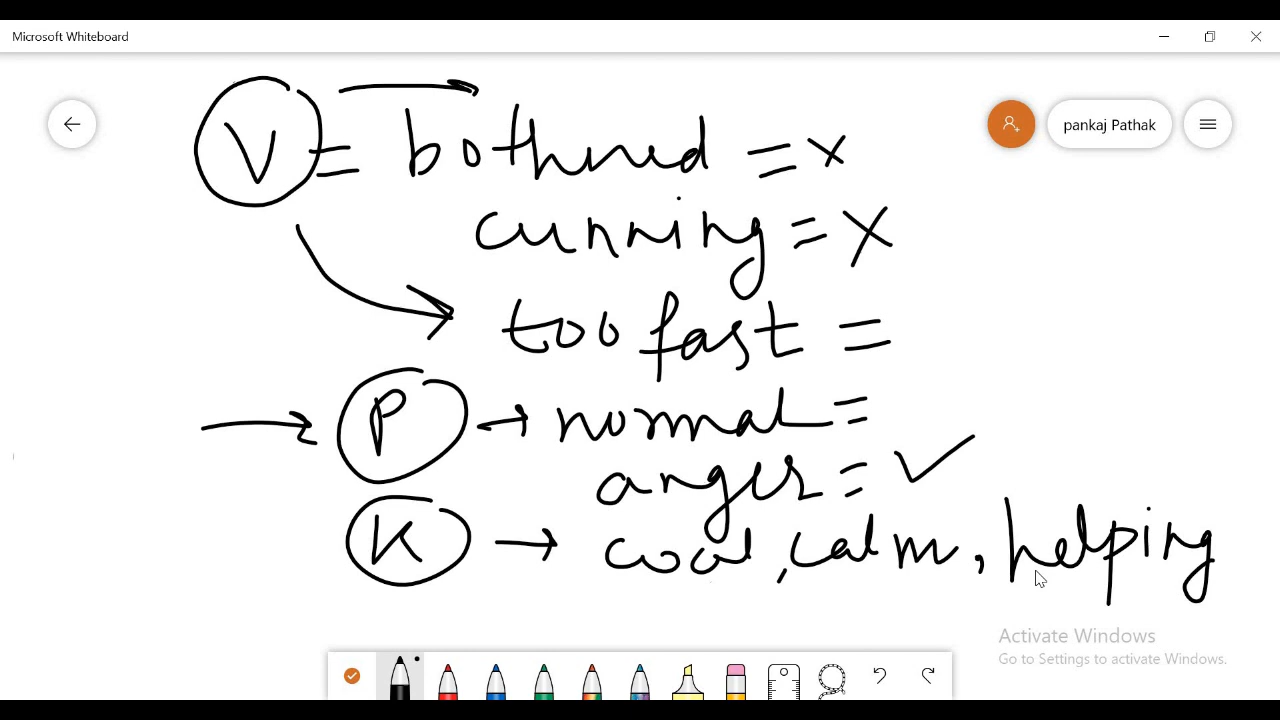 Microsoft Whiteboard
pankaj Pathak
V = bothured = x
cunning = X
too fast =
P → normal =
anger = ✓
K → cool, calm, helping
Activate Windows
Go to Settings to activate Windows.